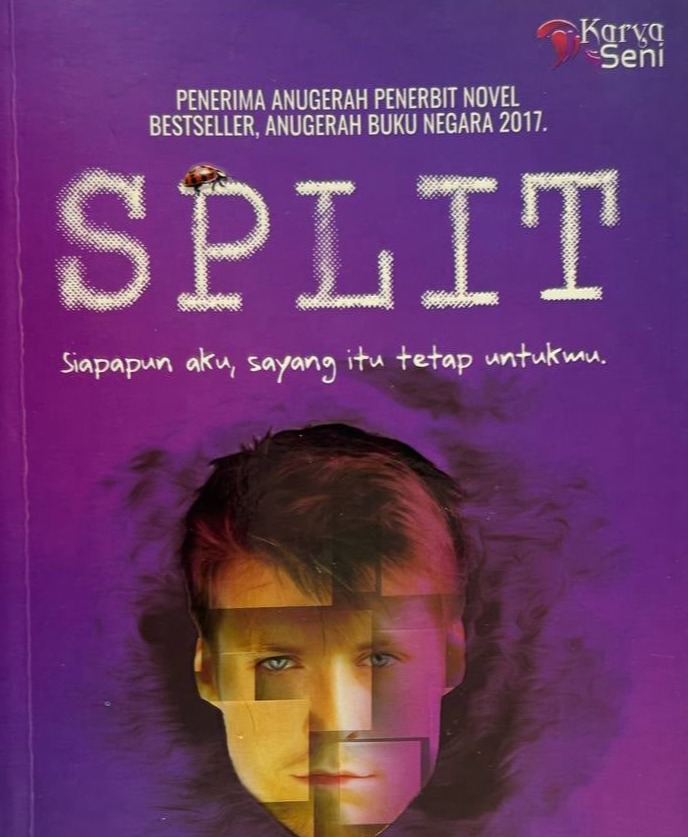 Karya
Seni
PENERIMA ANUGERAH PENERBIT NOVEL
BESTSELLER, ANUGERAH BUKU NEGARA 2017.
SPLIT
Siapapun aku, sayang itu tetap untukmu.